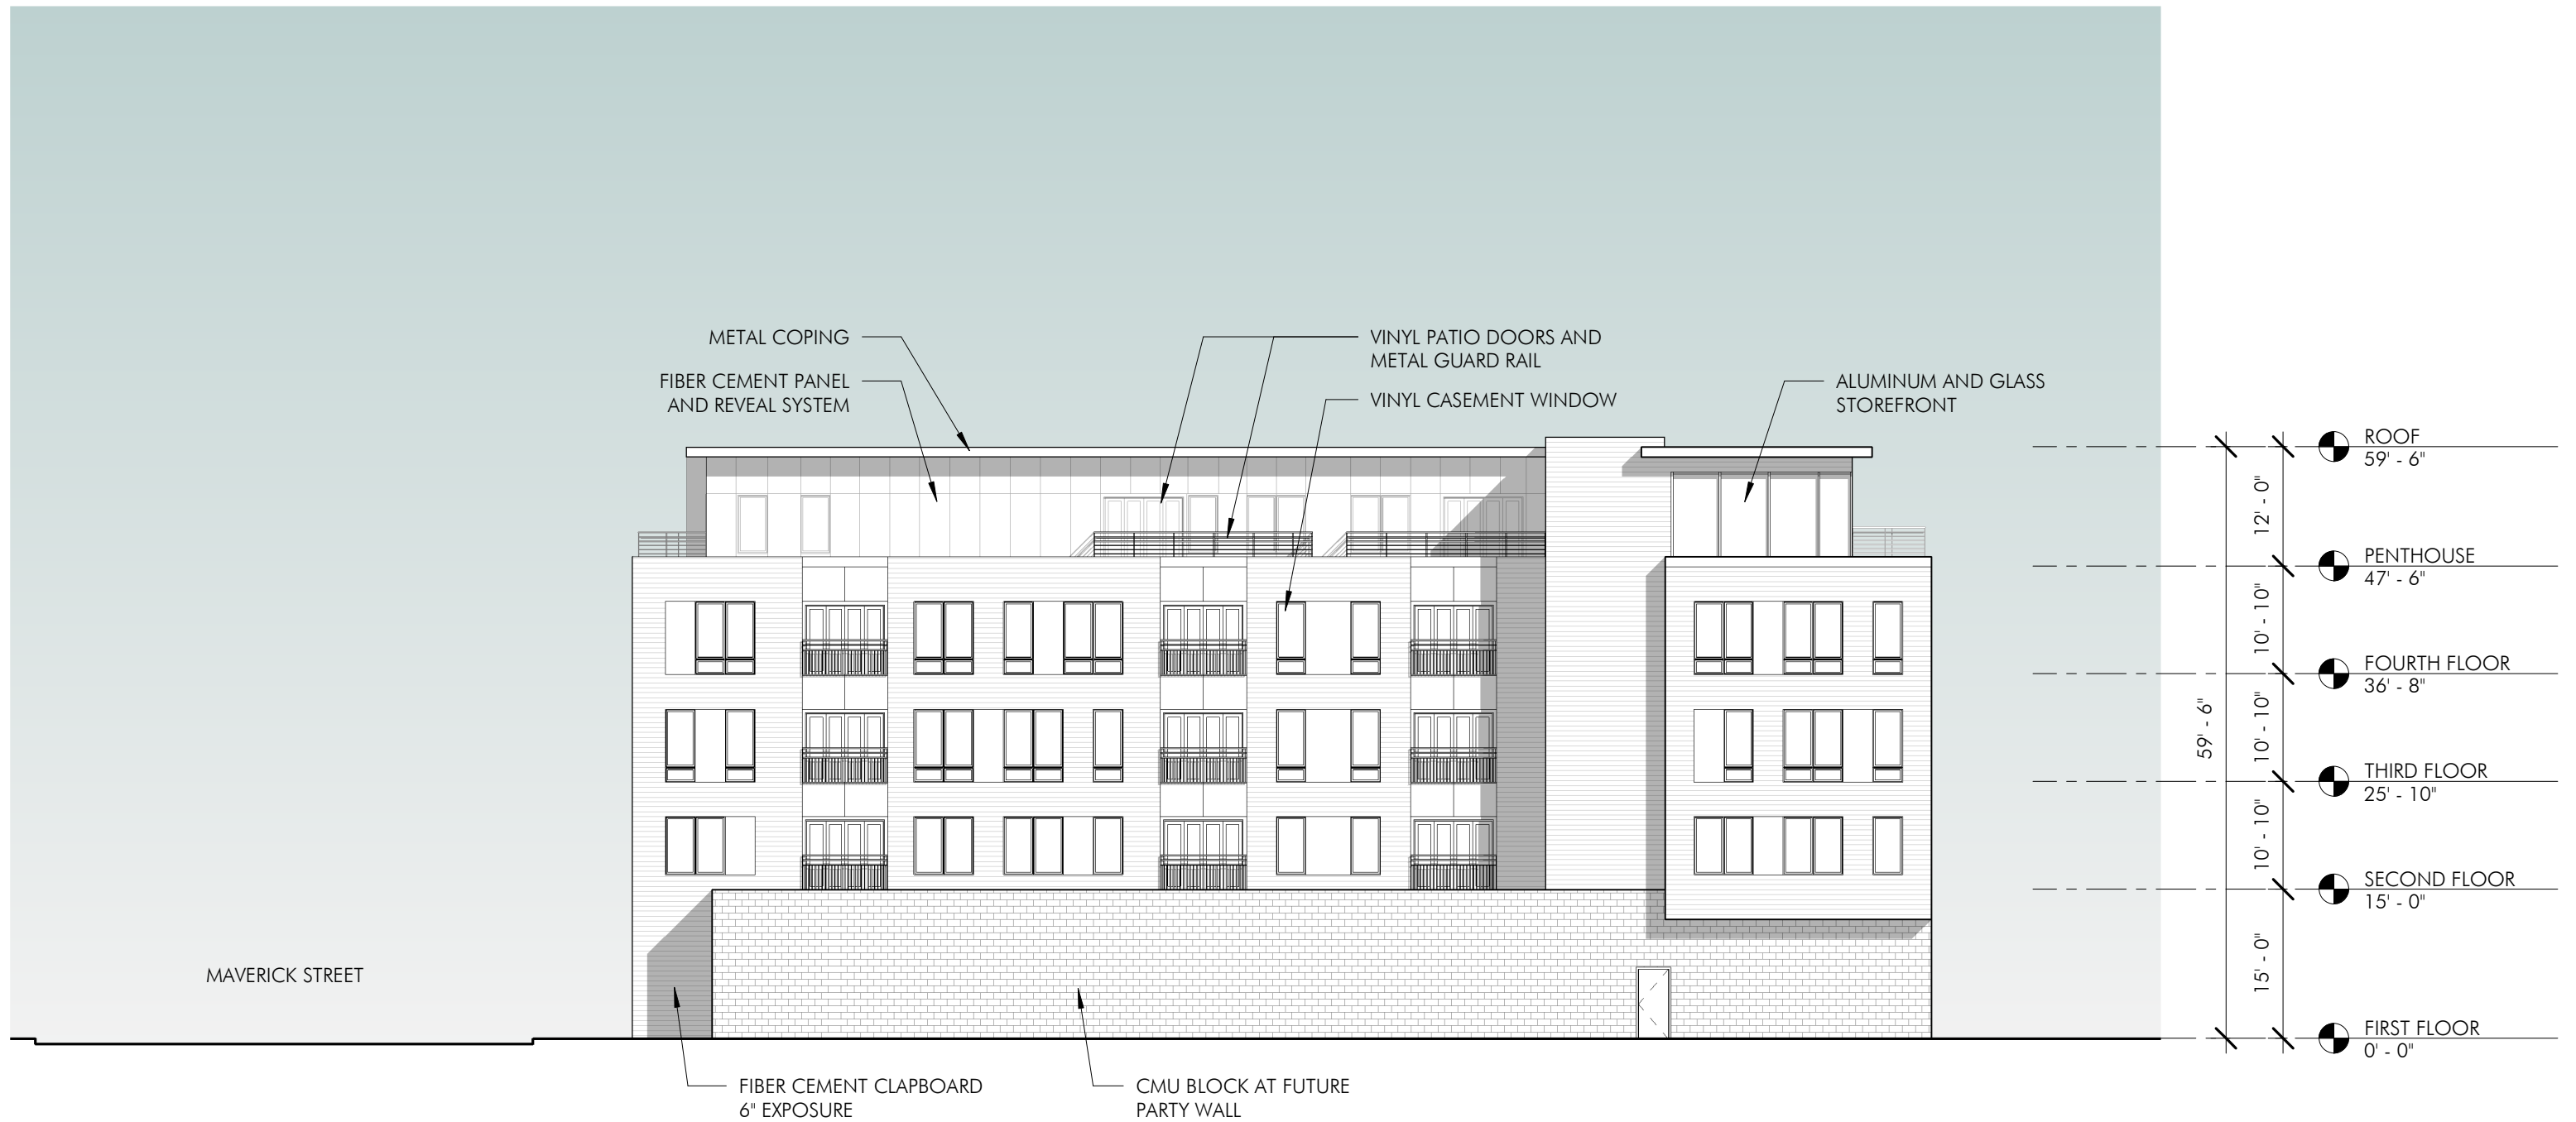 METAL COPING
FIBER CEMENT PANEL
AND REVEAL SYSTEM
VINYL PATIO DOORS AND
METAL GUARD RAIL
VINYL CASEMENT WINDOW
ALUMINUM AND GLASS
STOREFRONT
ROOF
59' - 6"
12' - 0"
PENTHOUSE
47' - 6"
10' - 10"
FOURTH FLOOR
36' - 8"
59' - 6"
10' - 10"
THIRD FLOOR
25' - 10"
10' - 10"
SECOND FLOOR
15' - 0"
15' - 0"
FIRST FLOOR
0' - 0"
MAVERICK STREET
FIBER CEMENT CLAPBOARD
6" EXPOSURE
CMU BLOCK AT FUTURE
PARTY WALL